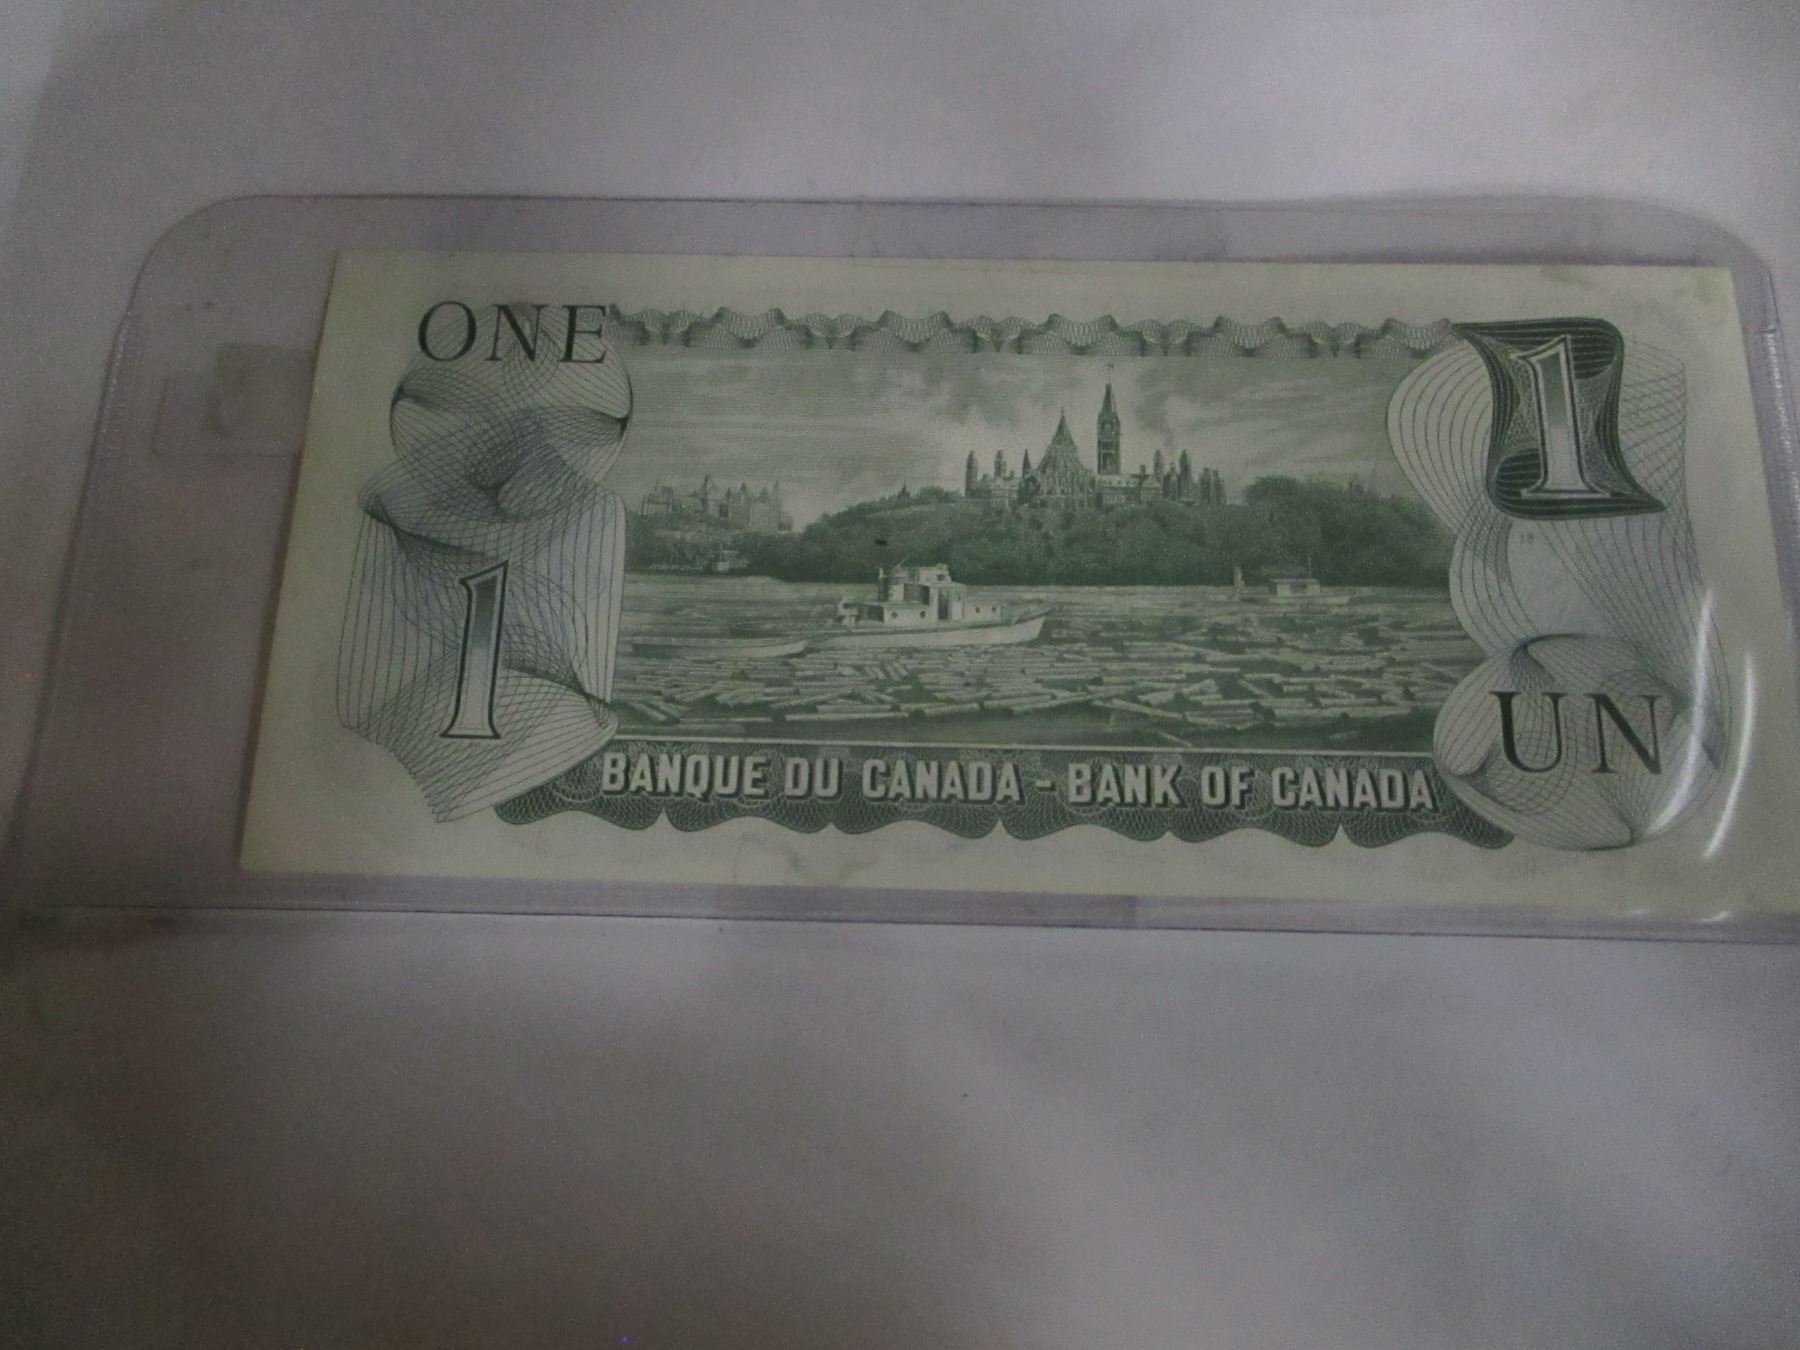 ONE
1
1
UN
BANQUE DU CANADA - BANK OF CANADA